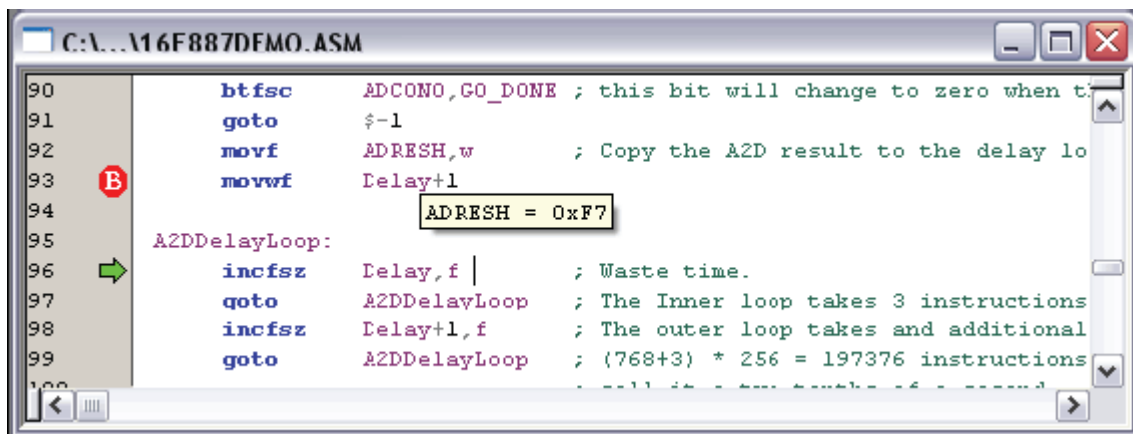 C:\...\16F887DEMO.ASM
90 btfsc ADCON0,GO_DONE ; this bit will change to zero when t
91 goto $-1
92 movf ADRESH,w ; Copy the A2D result to the delay lo
93 B movwf Delay+1
94 ADRESH = 0xF7
95 A2DDelayLoop:
96 incfsz Delay,f ; Waste time.
97 goto A2DDelayLoop ; The Inner loop takes 3 instructions
98 incfsz Delay+1,f ; The outer loop takes and additional
99 goto A2DDelayLoop ; (768+3) * 256 = 197376 instructions